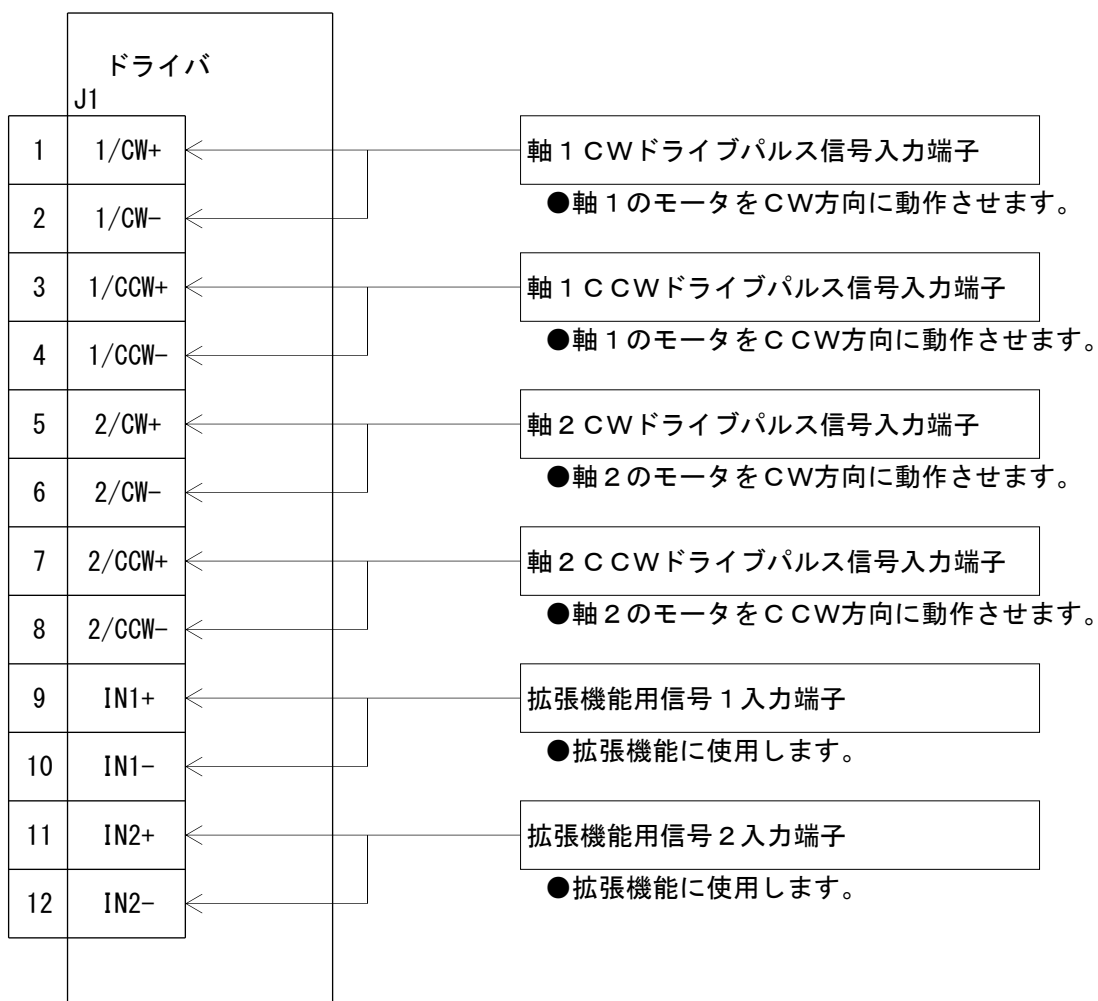 ドライバ
J1
1 1/CW+ 軸1CWドライブパルス信号入力端子
●軸1のモータをCW方向に動作させます。
2 1/CW-
3 1/CCW+ 軸1CCWドライブパルス信号入力端子
●軸1のモータをCCW方向に動作させます。
4 1/CCW-
5 2/CW+ 軸2CWドライブパルス信号入力端子
●軸2のモータをCW方向に動作させます。
6 2/CW-
7 2/CCW+ 軸2CCWドライブパルス信号入力端子
●軸2のモータをCCW方向に動作させます。
8 2/CCW-
9 IN1+ 拡張機能用信号1入力端子
●拡張機能に使用します。
10 IN1-
11 IN2+ 拡張機能用信号2入力端子
●拡張機能に使用します。
12 IN2-